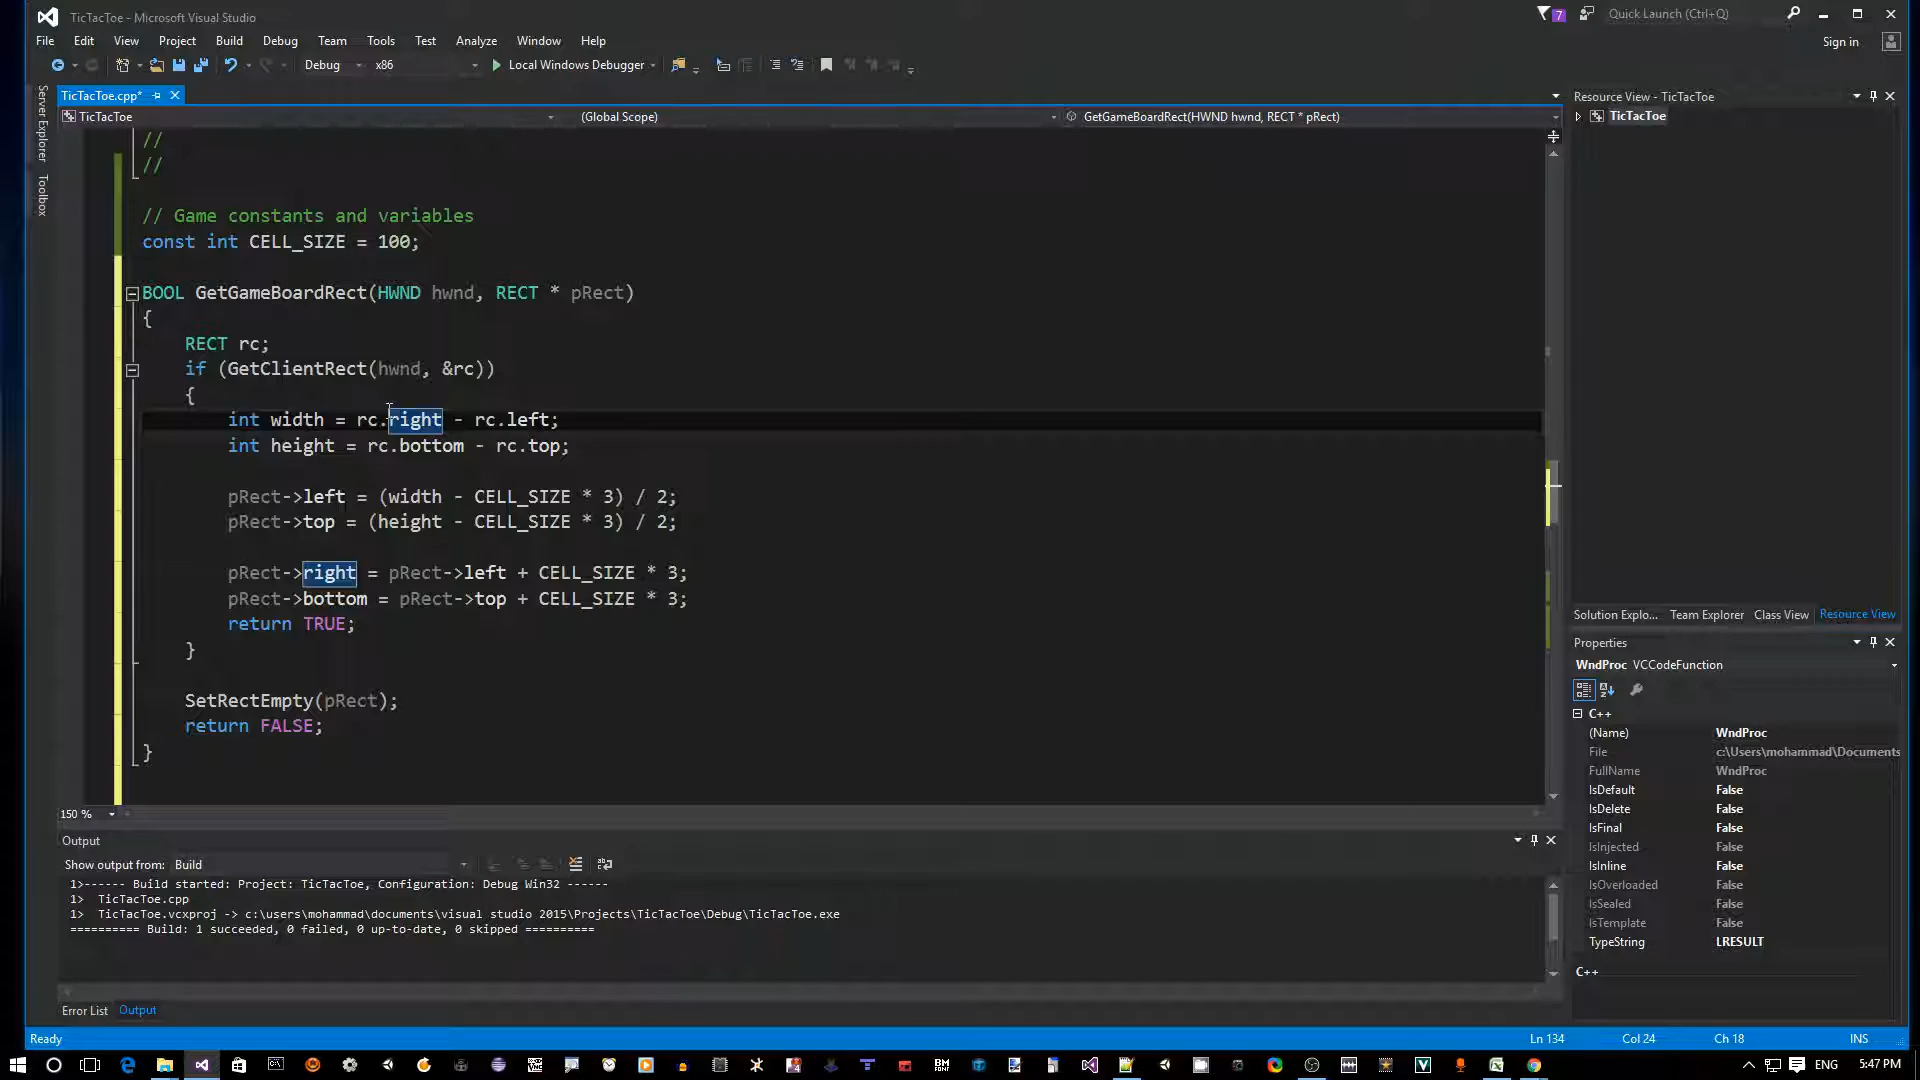 TicTacToe - Microsoft Visual Studio
7
Quick Launch (Ctrl+Q)
File Edit View Project Build Debug Team Tools Test Analyze Window Help
Sign in
Debug x86 Local Windows Debugger
Server Explorer
Toolbox
TicTacToe.cpp*
TicTacToe (Global Scope) GetGameBoardRect(HWND hwnd, RECT * pRect)
//
//
// Game constants and variables
const int CELL_SIZE = 100;
BOOL GetGameBoardRect(HWND hwnd, RECT * pRect)
{
RECT rc;
if (GetClientRect(hwnd, &rc))
{
int width = rc.right - rc.left;
int height = rc.bottom - rc.top;
pRect->left = (width - CELL_SIZE * 3) / 2;
pRect->top = (height - CELL_SIZE * 3) / 2;
pRect->right = pRect->left + CELL_SIZE * 3;
pRect->bottom = pRect->top + CELL_SIZE * 3;
return TRUE;
}
SetRectEmpty(pRect);
return FALSE;
}
150 %
Output
Show output from: Build
1>------ Build started: Project: TicTacToe, Configuration: Debug Win32 ------
1>  TicTacToe.cpp
1>  TicTacToe.vcxproj -> c:\users\mohammad\documents\visual studio 2015\Projects\TicTacToe\Debug\TicTacToe.exe
========== Build: 1 succeeded, 0 failed, 0 up-to-date, 0 skipped ==========
Error List Output
Resource View - TicTacToe
TicTacToe
Solution Explo... Team Explorer Class View Resource View
Properties
WndProc VCCodeFunction
C++
(Name) WndProc
File c:\Users\mohammad\Documents
FullName WndProc
IsDefault False
IsDelete False
IsFinal False
IsInjected False
IsInline False
IsOverloaded False
IsSealed False
IsTemplate False
TypeString LRESULT
C++
Ready Ln 134 Col 24 Ch 18 INS
ENG 5:47 PM